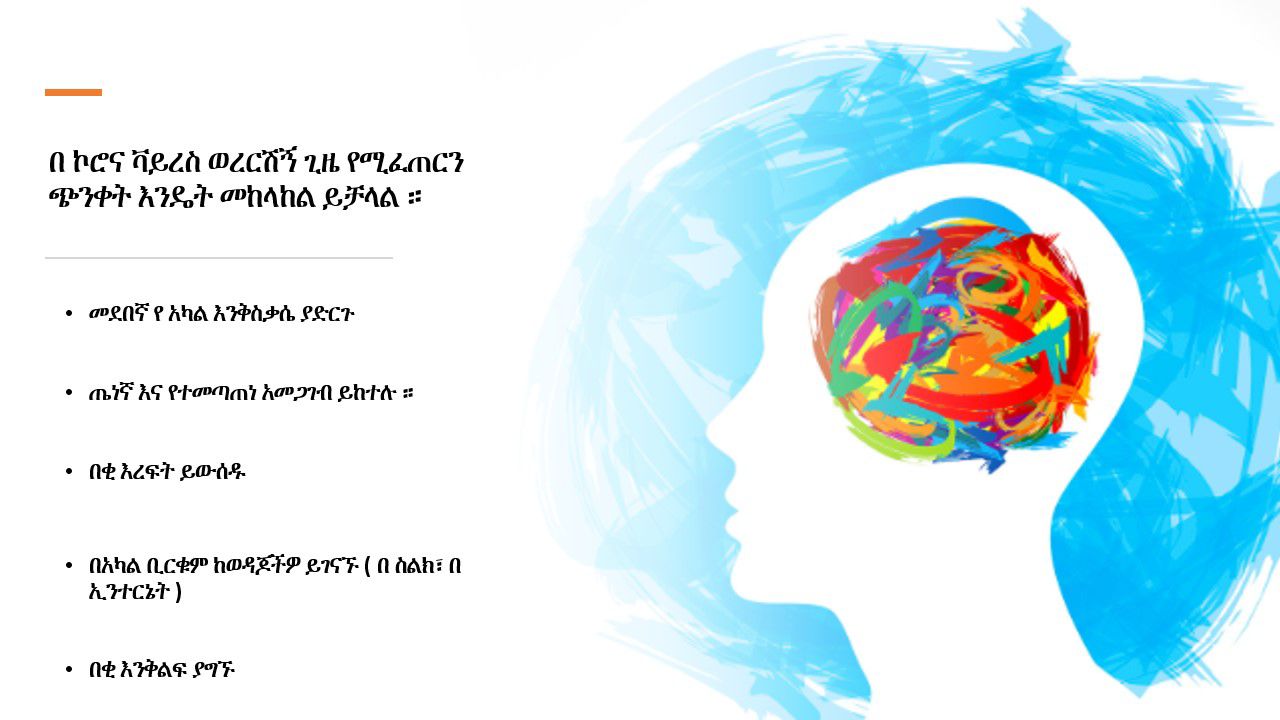 በ ኮሮና ቫይረስ ወረርሽኝ ጊዜ የሚፈጠርን
ጭንቀት እንዴት መከላከል ይቻላል ።
• መደበኛ የ አካል እንቅስቃሴ ያድርጉ
• ጤነኛ እና የተመጣጠነ አመጋገብ ይከተሉ ።
• በቂ እረፍት ይውሰዱ
• በአካል ቢርቁም ከወዳጆችዎ ይገናኙ ( በ ስልክ፣ በ
ኢንተርኔት )
• በቂ እንቅልፍ ያግኙ